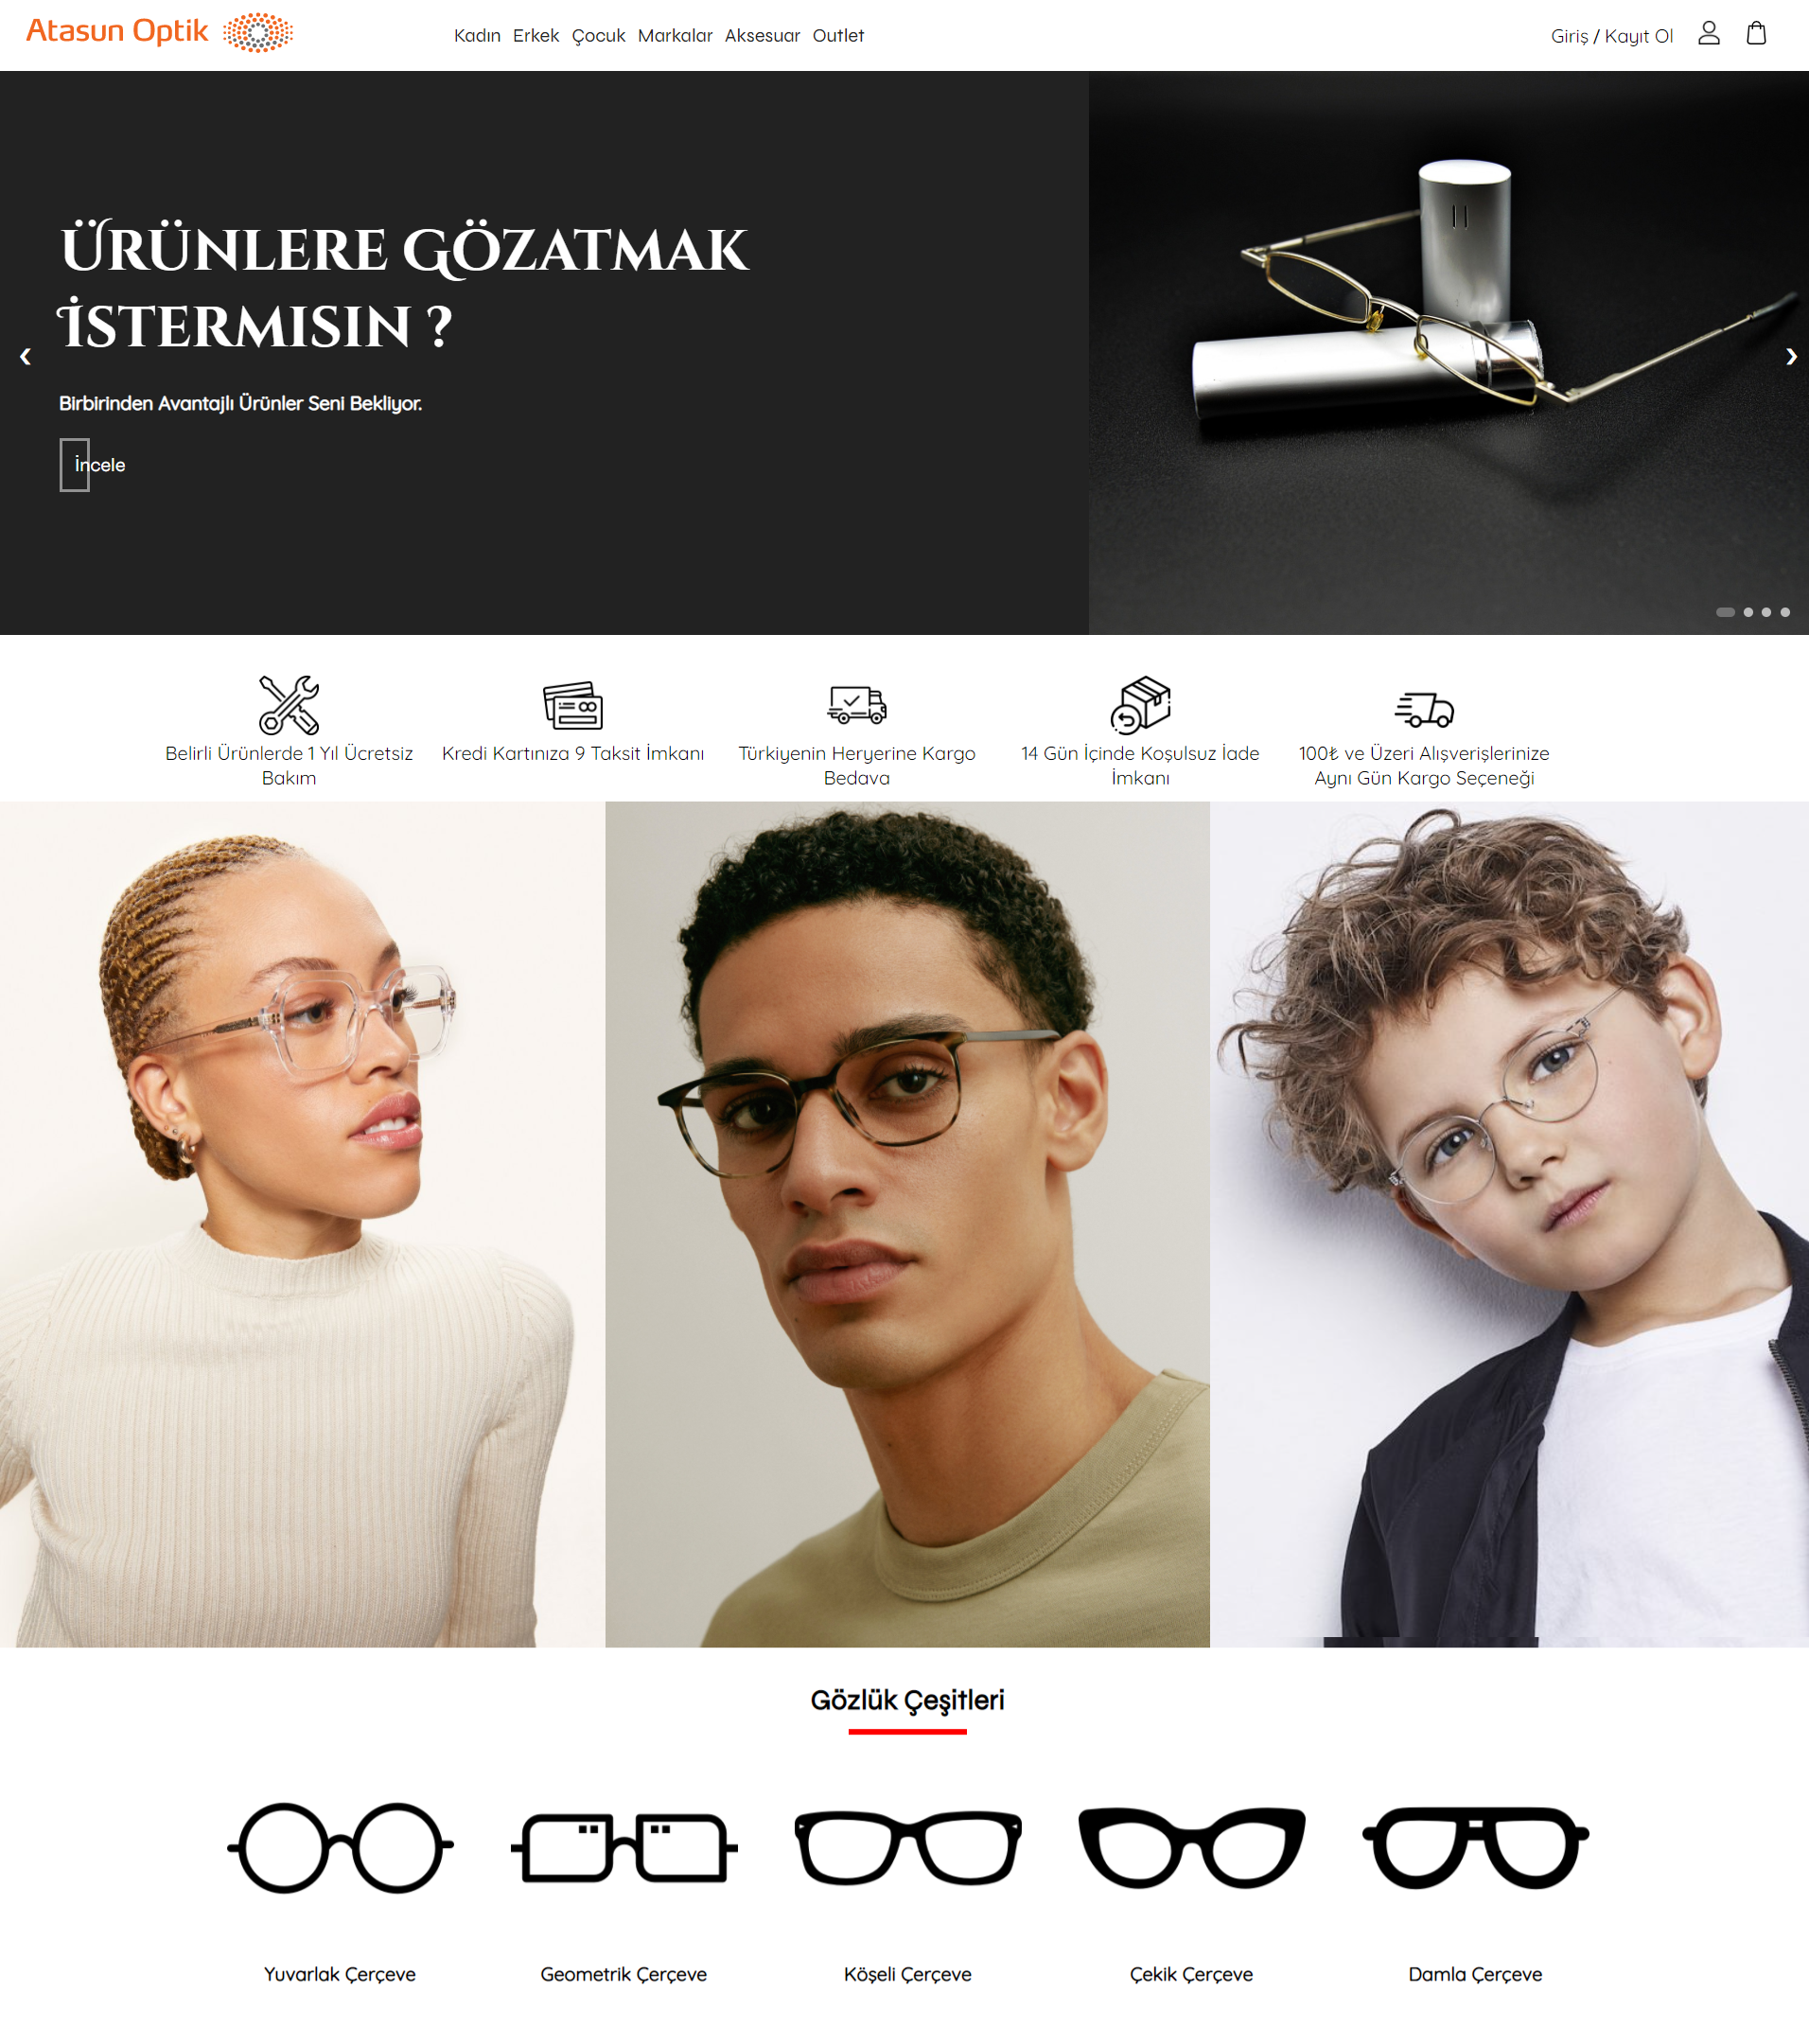 Atasun Optik
Kadın Erkek Çocuk Markalar Aksesuar Outlet
Giriş / Kayıt Ol
ÜRÜNLERE GÖZATMAK
İSTERMISIN ?
Birbirinden Avantajlı Ürünler Seni Bekliyor.
İncele
Belirli Ürünlerde 1 Yıl Ücretsiz
Bakım
Kredi Kartınıza 9 Taksit İmkanı
Türkiyenin Heryerine Kargo
Bedava
14 Gün İçinde Koşulsuz İade
İmkanı
100₺ ve Üzeri Alışverişlerinize
Aynı Gün Kargo Seçeneği
Gözlük Çeşitleri
Yuvarlak Çerçeve
Geometrik Çerçeve
Köşeli Çerçeve
Çekik Çerçeve
Damla Çerçeve